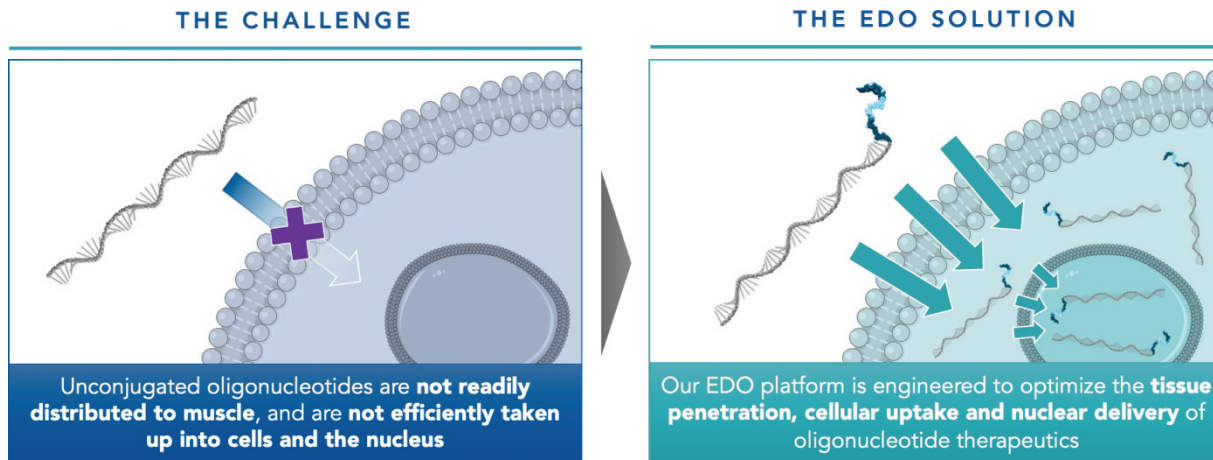 THE CHALLENGE
Unconjugated oligonucleotides are not readily
distributed to muscle, and are not efficiently taken
up into cells and the nucleus
THE EDO SOLUTION
Our EDO platform is engineered to optimize the tissue
penetration, cellular uptake and nuclear delivery of
oligonucleotide therapeutics